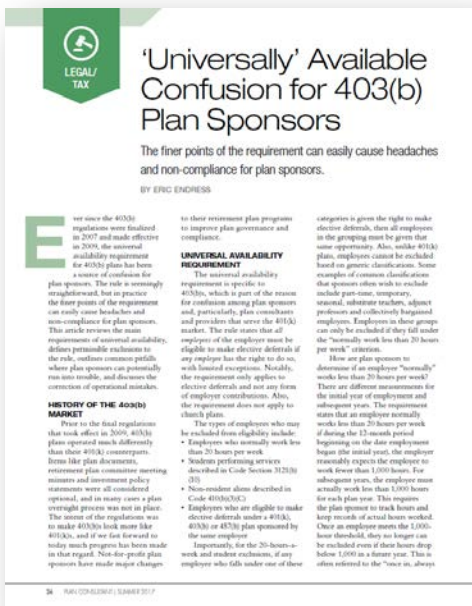 LEGAL/
TAX
‘Universally’ Available
Confusion for 403(b)
Plan Sponsors
The finer points of the requirement can easily cause headaches
and non-compliance for plan sponsors.
BY ERIC ENDRESS
Ever since the 403(b)
regulations were finalized
in 2007 and made effective
in 2009, the universal
availability requirement
for 403(b) plans has been
a source of confusion for
plan sponsors. The rule is seemingly
straightforward, but in practice
the finer points of the requirement
can easily cause headaches and
non-compliance for plan sponsors.
This article reviews the main
requirements of universal availability,
defines permissible exclusions to
the rule, outlines common pitfalls
where plan sponsors can potentially
run into trouble, and discusses the
correction of operational mistakes.
HISTORY OF THE 403(b)
MARKET
Prior to the final regulations
that took effect in 2009, 403(b)
plans operated much differently
than their 401(k) counterparts.
Items like plan documents,
retirement plan committee meeting
minutes and investment policy
statements were all considered
optional, and in many cases a plan
oversight process was not in place.
The intent of the regulations was
to make 403(b)s look more like
401(k)s, and if we fast forward to
today much progress has been made
in that regard. Not-for-profit plan
sponsors have made major changes
to their retirement plan programs
to improve plan governance and
compliance.
UNIVERSAL AVAILABILITY
REQUIREMENT
The universal availability
requirement is specific to
403(b)s, which is part of the reason
for confusion among plan sponsors
and, particularly, plan consultants
and providers that serve the 401(k)
market. The rule states that all
employees of the employer must be
eligible to make elective deferrals if
any employee has the right to do so,
with limited exceptions. Notably,
the requirement only applies to
elective deferrals and not any form
of employer contributions. Also,
the requirement does not apply to
church plans.
The types of employees who may
be excluded from eligibility include:
• Employees who normally work less
than 20 hours per week
• Students performing services
described in Code Section 3121(b)
(10)
• Non-resident aliens described in
Code 410(b)(3)(C)
• Employees who are eligible to make
elective deferrals under a 401(k),
403(b) or 457(b) plan sponsored by
the same employer
Importantly, for the 20-hours-a-
week and student exclusions, if any
employee who falls under one of these
categories is given the right to make
elective deferrals, then all employees
in the grouping must be given that
same opportunity. Also, unlike 401(k)
plans, employees cannot be excluded
based on generic classifications. Some
examples of common classifications
that sponsors often wish to exclude
include part-time, temporary,
seasonal, substitute teachers, adjunct
professors and collectively bargained
employees. Employees in these groups
can only be excluded if they fall under
the “normally work less than 20 hours
per week” criterion.
How are plan sponsors to
determine if an employee “normally”
works less than 20 hours per week?
There are different measurements for
the initial year of employment and
subsequent years. The requirement
states that an employee normally
works less than 20 hours per week
if during the 12-month period
beginning on the date employment
began (the initial year), the employer
reasonably expects the employee to
work fewer than 1,000 hours. For
subsequent years, the employee must
actually work less than 1,000 hours
for each plan year. This requires
the plan sponsor to track hours and
keep records of actual hours worked.
Once an employee meets the 1,000-
hour threshold, they no longer can
be excluded even if their hours drop
below 1,000 in a future year. This is
often referred to the “once in, always
36 PLAN CONSULTANT | SUMMER 2017